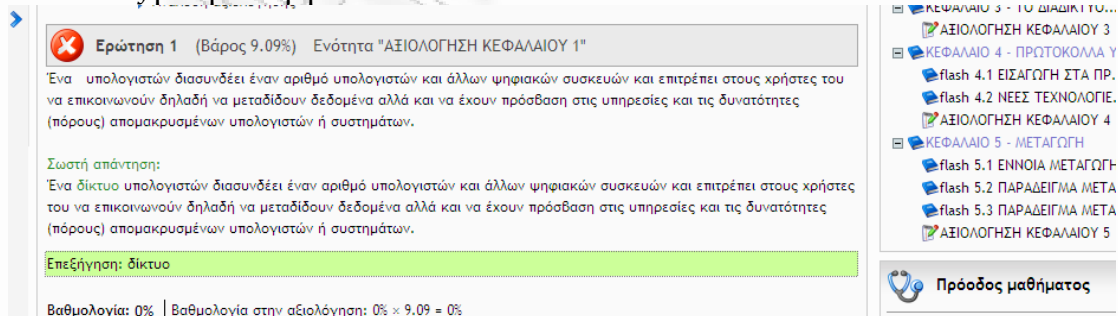 Ερώτηση 1 (Βάρος 9.09%) Ενότητα "ΑΞΙΟΛΟΓΗΣΗ ΚΕΦΑΛΑΙΟΥ 1"
Ένα υπολογιστών διασυνδέει έναν αριθμό υπολογιστών και άλλων ψηφιακών συσκευών και επιτρέπει στους χρήστες του
να επικοινωνούν δηλαδή να μεταδίδουν δεδομένα αλλά και να έχουν πρόσβαση στις υπηρεσίες και τις δυνατότητες
(πόρους) απομακρυσμένων υπολογιστών ή συστημάτων.
Σωστή απάντηση:
Ένα δίκτυο υπολογιστών διασυνδέει έναν αριθμό υπολογιστών και άλλων ψηφιακών συσκευών και επιτρέπει στους χρήστες
του να επικοινωνούν δηλαδή να μεταδίδουν δεδομένα αλλά και να έχουν πρόσβαση στις υπηρεσίες και τις δυνατότητες
(πόρους) απομακρυσμένων υπολογιστών ή συστημάτων.
Επεξήγηση: δίκτυο
Βαθμολογία: 0% | Βαθμολογία στην αξιολόγηση: 0% × 9.09 = 0%
ΚΕΦΑΛΑΙΟ 3 - ΤΟ ΔΙΑΔΙΚΤΥΟ...
ΑΞΙΟΛΟΓΗΣΗ ΚΕΦΑΛΑΙΟΥ 3
ΚΕΦΑΛΑΙΟ 4 - ΠΡΩΤΟΚΟΛΛΑ
flash 4.1 ΕΙΣΑΓΩΓΗ ΣΤΑ ΠΡ..
flash 4.2 ΝΕΕΣ ΤΕΧΝΟΛΟΓΙΕ.
ΑΞΙΟΛΟΓΗΣΗ ΚΕΦΑΛΑΙΟΥ 4
ΚΕΦΑΛΑΙΟ 5 - ΜΕΤΑΓΩΓΗ
flash 5.1 ΕΝΝΟΙΑ ΜΕΤΑΓΩΓΗ
flash 5.2 ΠΑΡΑΔΕΙΓΜΑ ΜΕΤΑ
flash 5.3 ΠΑΡΑΔΕΙΓΜΑ ΜΕΤΑ
ΑΞΙΟΛΟΓΗΣΗ ΚΕΦΑΛΑΙΟΥ 5
Πρόοδος μαθήματος